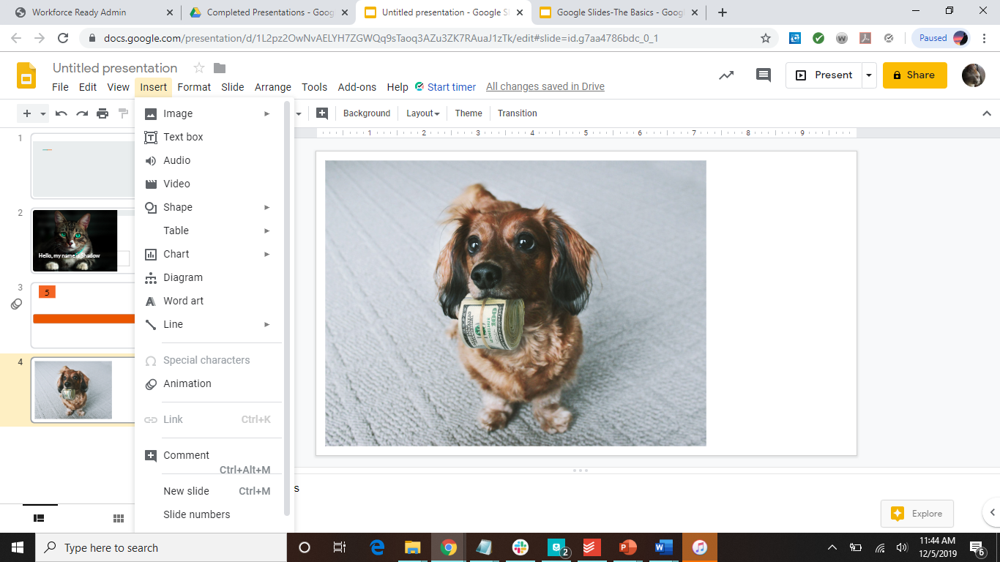 Workforce Ready Admin
Completed Presentations - Goog
Untitled presentation - Google Sl
Google Slides-The Basics - Googl
docs.google.com/presentation/d/1L2pz2OwNvAELYH7ZGWQq9sTaoq3AZu3ZK7RAuaJ1zTk/edit#slide=id.g7aa4786bdc_0_1
Paused
Untitled presentation
File Edit View Insert Format Slide Arrange Tools Add-ons Help Start timer All changes saved in Drive
Present
Share
Background Layout Theme Transition
1 2 3 4 5 6 7 8 9
Image
Text box
Audio
Video
Shape
Table
Chart
Diagram
Word art
Line
Special characters
Animation
Link Ctrl+K
Comment
Ctrl+Alt+M
New slide Ctrl+M
Slide numbers
1
2
Hello, my name is Shadow
3
5
4
100
s
Explore
Type here to search
2
11:44 AM
12/5/2019
6